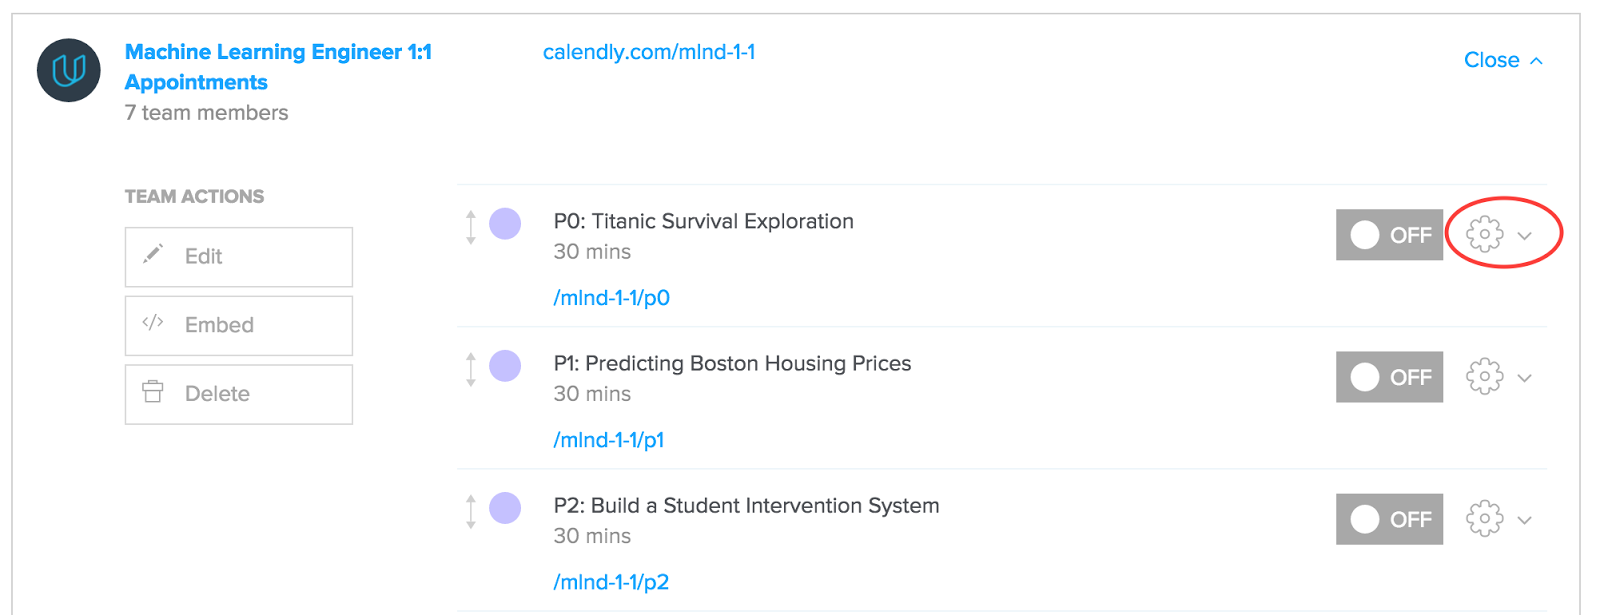 Machine Learning Engineer 1:1
Appointments
7 team members
calendly.com/mlnd-1-1
Close
TEAM ACTIONS
Edit
Embed
Delete
P0: Titanic Survival Exploration
30 mins
/mlnd-1-1/p0
OFF
P1: Predicting Boston Housing Prices
30 mins
/mlnd-1-1/p1
OFF
P2: Build a Student Intervention System
30 mins
/mlnd-1-1/p2
OFF